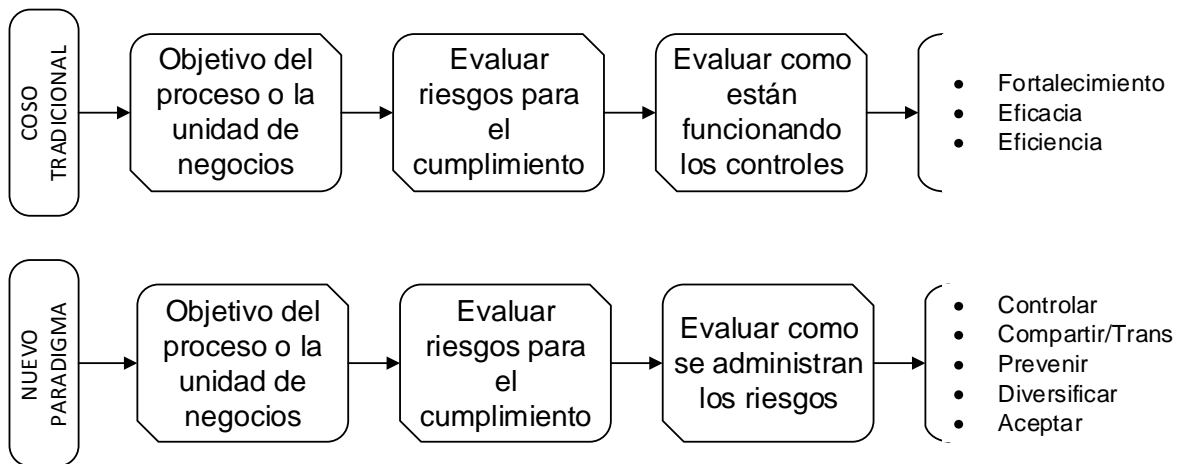 COSO
TRADICIONAL
Objetivo del
proceso o la
unidad de
negocios
Evaluar
riesgos para
el
cumplimiento
Evaluar como
están
funcionando
los controles
• Fortalecimiento
• Eficacia
• Eficiencia
NUEVO
PARADIGMA
Objetivo del
proceso o la
unidad de
negocios
Evaluar
riesgos para
el
cumplimiento
Evaluar como
se administran
los riesgos
• Controlar
• Compartir/Trans
• Prevenir
• Diversificar
• Aceptar